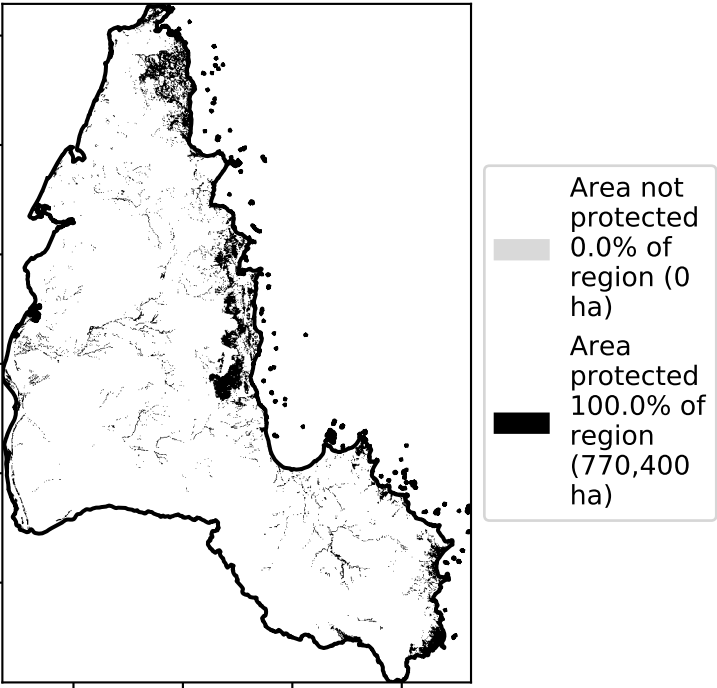 Area not
protected
0.0% of
region (0
ha)
Area
protected
100.0% of
region
(770,400
ha)